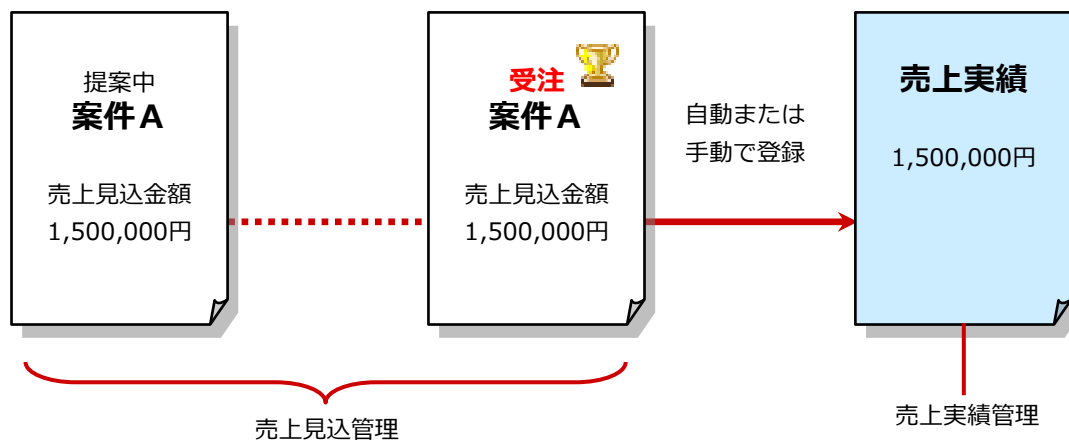 提案中
案件A
売上見込金額
1,500,000円
受注
案件A
売上見込金額
1,500,000円
自動または
手動で登録
売上実績
1,500,000円
売上見込管理
売上実績管理